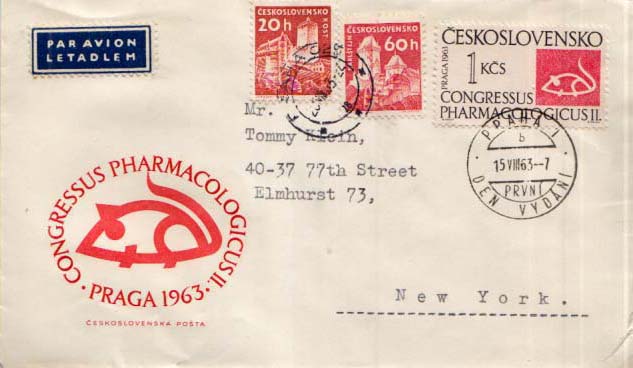 PAR AVION
LETADLEM
20h
ČESKOSLOVENSKO
ČESKOSLOVENSKO
60h
ČESKOSLOVENSKO
PRAGA 1963
1 KČS
CONGRESSUS
PHARMACOLOGICUS II.
PRAHA 1
b
15.VIII.63--7
PRVNÍ
DEN VYDÁNÍ
Mr.
Tommy Klein,
40-37 77th Street
Elmhurst 73,
New York.
CONGRESSUS PHARMACOLOGICUS II.
PRAGA 1963
ČESKOSLOVENSKÁ POŠTA